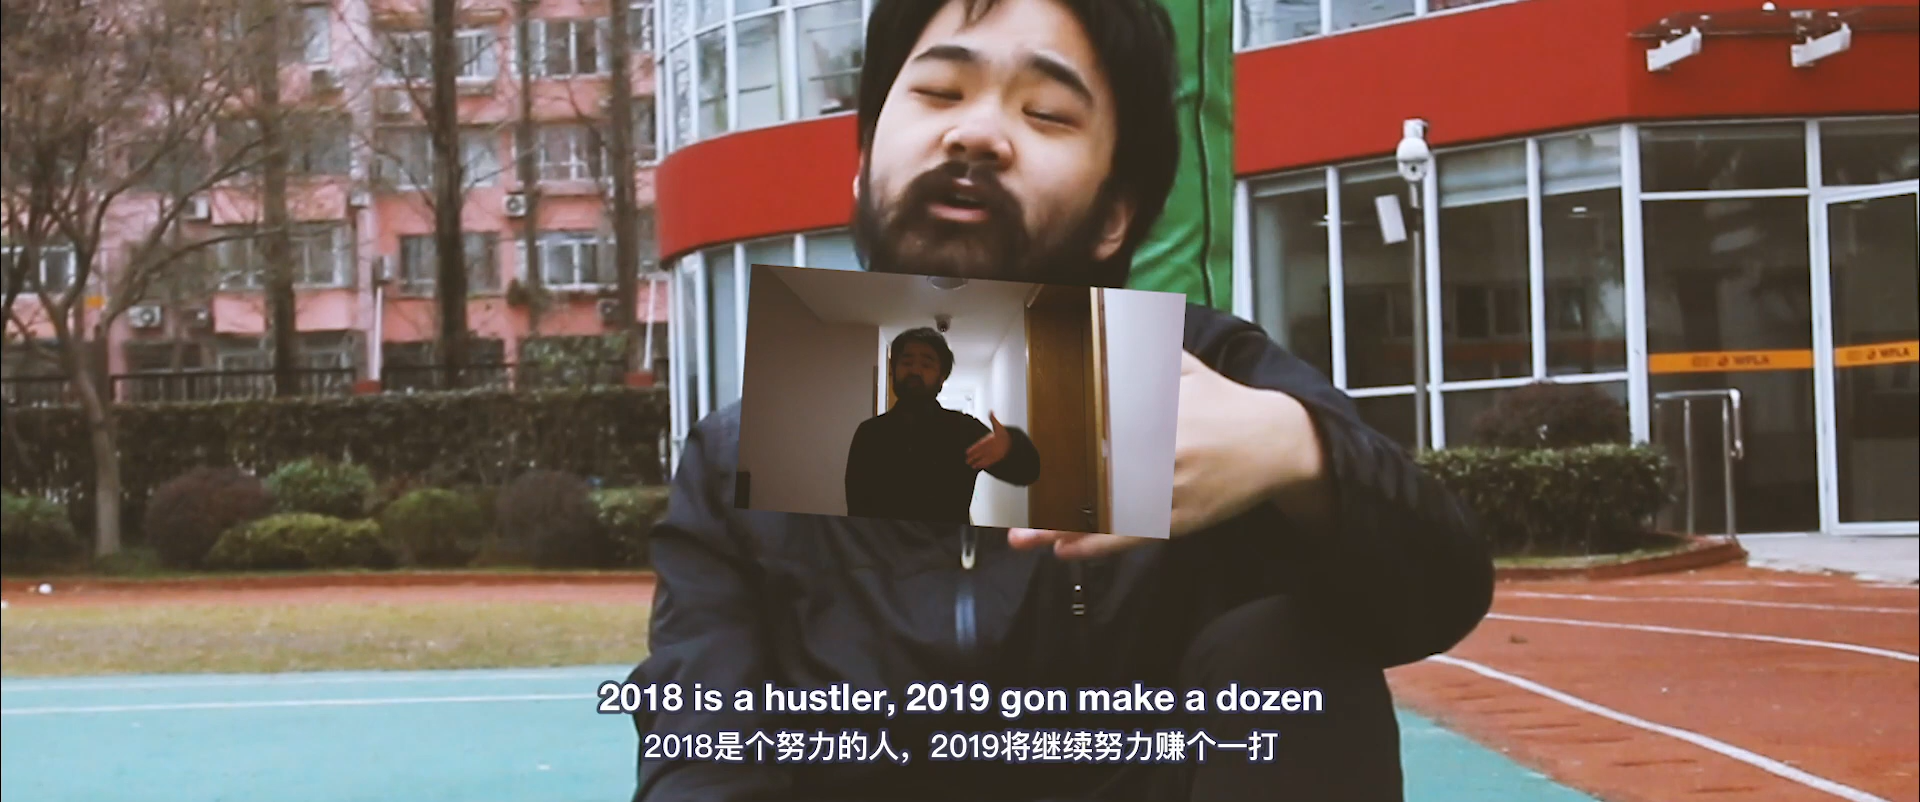 2018 is a hustler, 2019 gon make a dozen
2018是个努力的人，2019将继续努力赚个一打